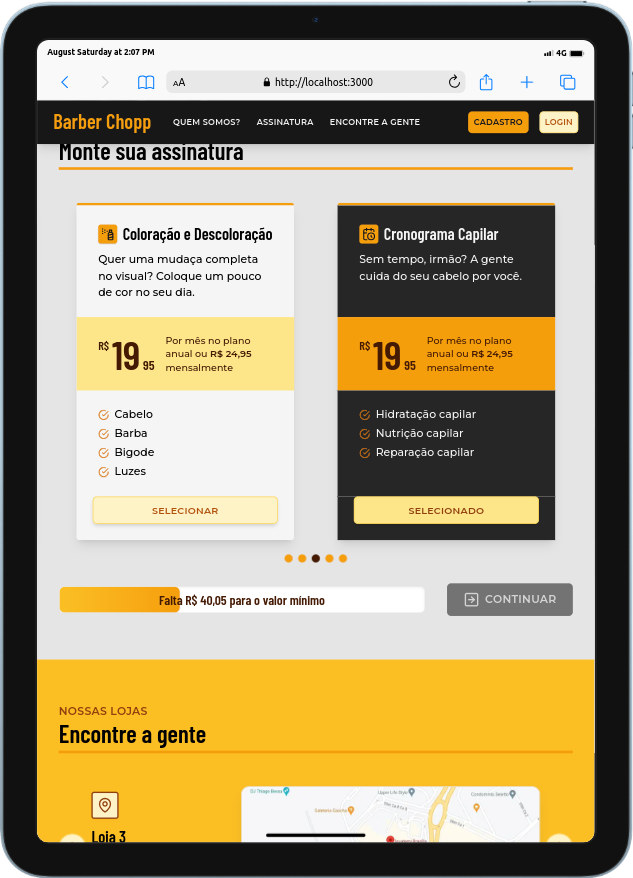 August Saturday at 2:07 PM
4G
AA
http://localhost:3000
Barber Chopp
QUEM SOMOS?
ASSINATURA
ENCONTRE A GENTE
CADASTRO
LOGIN
Monte sua assinatura
Coloração e Descoloração
Quer uma mudaça completa
no visual? Coloque um pouco
de cor no seu dia.
R$ 19 95
Por mês no plano
anual ou R$ 24,95
mensalmente
Cabelo
Barba
Bigode
Luzes
SELECIONAR
Cronograma Capilar
Sem tempo, irmão? A gente
cuida do seu cabelo por você.
R$ 19 95
Por mês no plano
anual ou R$ 24,95
mensalmente
Hidratação capilar
Nutrição capilar
Reparação capilar
SELECIONADO
Falta R$ 40,05 para o valor mínimo
CONTINUAR
NOSSAS LOJAS
Encontre a gente
Loja 3